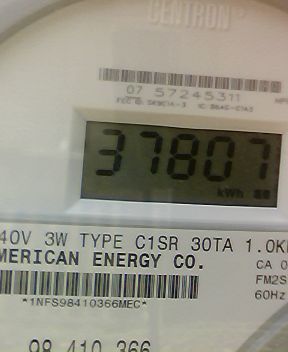 CENTRON®
07 57245311
37807
kWh
40V 3W TYPE C1SR 30TA 1.0K
MERICAN ENERGY CO.
CA 0
FM2S
*1NFS98410366MEC*
60Hz
98 410 366